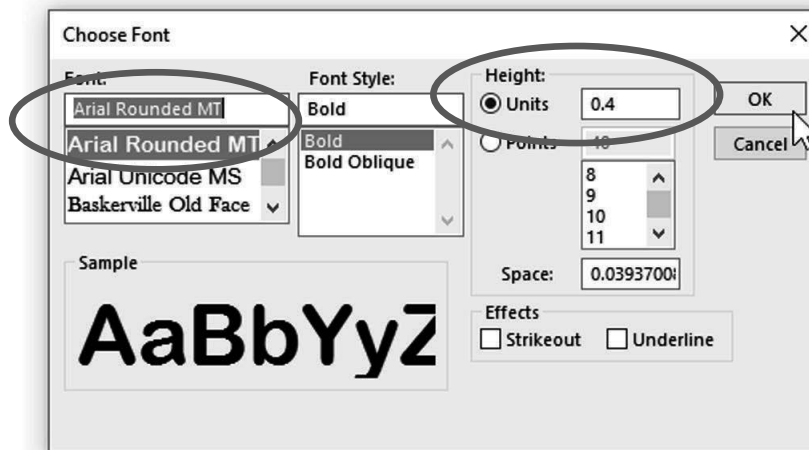 Choose Font
Font:
Font Style:
Height:
Arial Rounded MT
Bold
Units
0.4
OK
Arial Rounded MT
Bold
Points
Cancel
Arial Unicode MS
Bold Oblique
Baskerville Old Face
8
9
10
11
Sample
Space:
0.03937008
AaBbYyZ
Effects
Strikeout
Underline